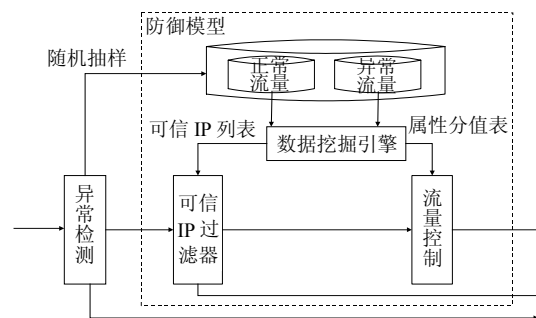 防御模型
随机抽样
正常
流量
异常
流量
可信 IP 列表
属性分值表
数据挖掘引擎
异常检测
可信
IP 过
滤器
流量控制